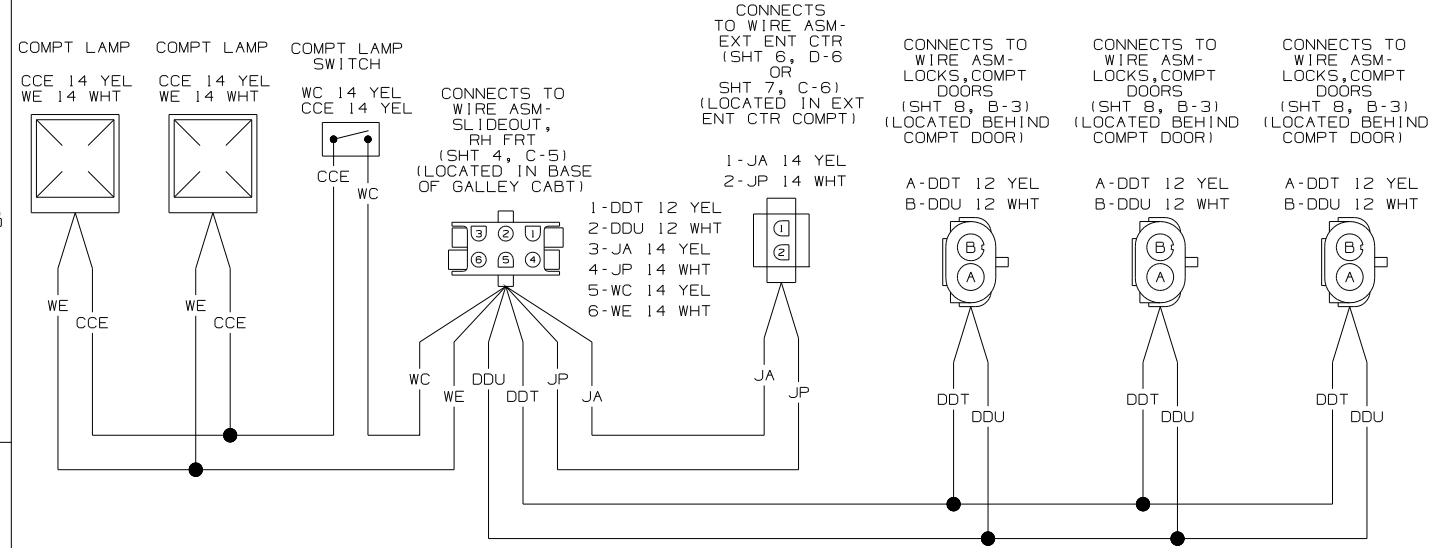 COMPT LAMP
CCE 14 YEL
WE 14 WHT
COMPT LAMP
CCE 14 YEL
WE 14 WHT
COMPT LAMP
SWITCH
WC 14 YEL
CCE 14 YEL
CCE
WC
CONNECTS TO
WIRE ASM-
SLIDEOUT,
RH FRT
(SHT 4, C-5)
(LOCATED IN BASE
OF GALLEY CABT)
1-DDT 12 YEL
2-DDU 12 WHT
3-JA 14 YEL
4-JP 14 WHT
5-WC 14 YEL
6-WE 14 WHT
3 2 1
6 5 4
CONNECTS
TO WIRE ASM-
EXT ENT CTR
(SHT 6, D-6
OR
SHT 7, C-6)
(LOCATED IN EXT
ENT CTR COMPT)
1-JA 14 YEL
2-JP 14 WHT
1
2
CONNECTS TO
WIRE ASM-
LOCKS,COMPT
DOORS
(SHT 8, B-3)
(LOCATED BEHIND
COMPT DOOR)
A-DDT 12 YEL
B-DDU 12 WHT
B
A
CONNECTS TO
WIRE ASM-
LOCKS,COMPT
DOORS
(SHT 8, B-3)
(LOCATED BEHIND
COMPT DOOR)
A-DDT 12 YEL
B-DDU 12 WHT
B
A
CONNECTS TO
WIRE ASM-
LOCKS,COMPT
DOORS
(SHT 8, B-3)
(LOCATED BEHIND
COMPT DOOR)
A-DDT 12 YEL
B-DDU 12 WHT
B
A
WE
CCE
WE
CCE
WC
WE
DDU
DDT
JP
JA
JA
JP
DDT
DDU
DDT
DDU
DDT
DDU